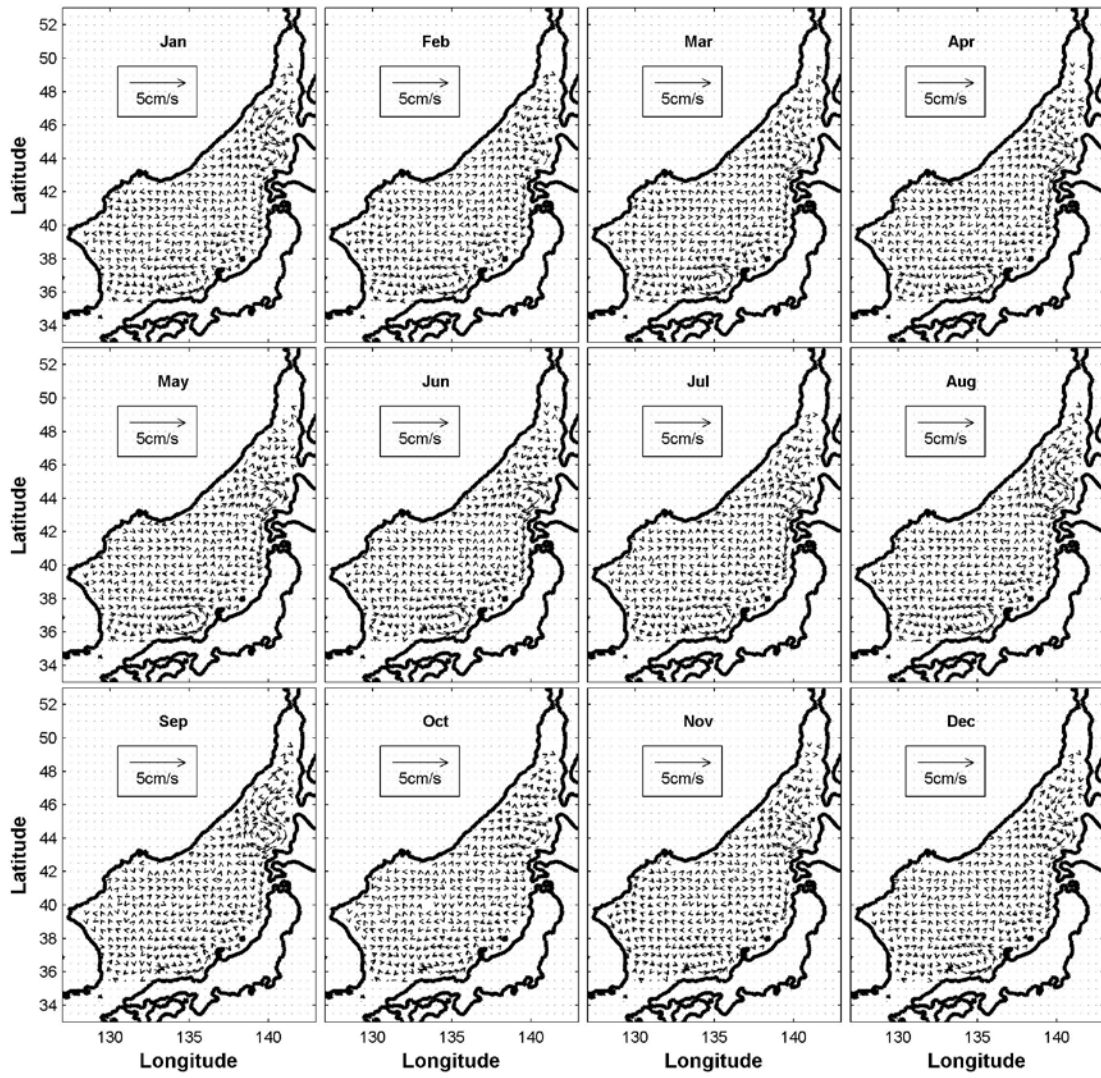 Jan
Feb
Mar
Apr
5cm/s
5cm/s
5cm/s
5cm/s
Latitude
52
50
48
46
44
42
40
38
36
34
May
Jun
Jul
Aug
5cm/s
5cm/s
5cm/s
5cm/s
Latitude
52
50
48
46
44
42
40
38
36
34
Sep
Oct
Nov
Dec
5cm/s
5cm/s
5cm/s
5cm/s
Latitude
52
50
48
46
44
42
40
38
36
34
130 135 140
130 135 140
130 135 140
130 135 140
Longitude
Longitude
Longitude
Longitude